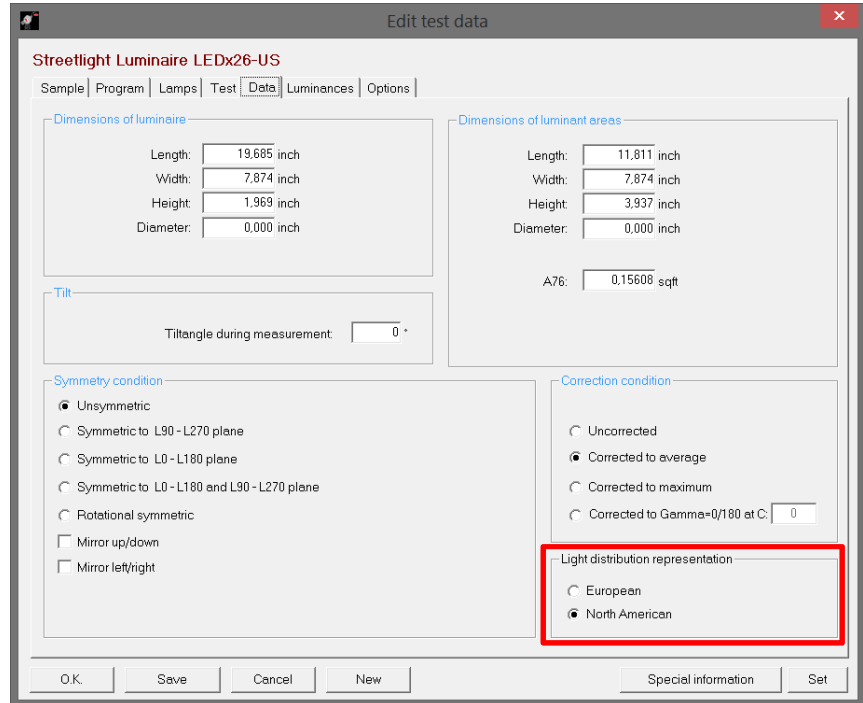 Edit test data
Streetlight Luminaire LEDx26-US
Sample Program Lamps Test Data Luminances Options
Dimensions of luminaire
Length: 19,685 inch
Width: 7,874 inch
Height: 1,969 inch
Diameter: 0,000 inch
Dimensions of luminant areas
Length: 11,811 inch
Width: 7,874 inch
Height: 3,937 inch
Diameter: 0,000 inch
A76: 0,15608 sqft
Tilt
Tiltangle during measurement: 0 °
Symmetry condition
Unsymmetric
Symmetric to L90 - L270 plane
Symmetric to L0 - L180 plane
Symmetric to L0 - L180 and L90 - L270 plane
Rotational symmetric
Mirror up/down
Mirror left/right
Correction condition
Uncorrected
Corrected to average
Corrected to maximum
Corrected to Gamma=0/180 at C: 0
Light distribution representation
European
North American
O.K. Save Cancel New Special information Set